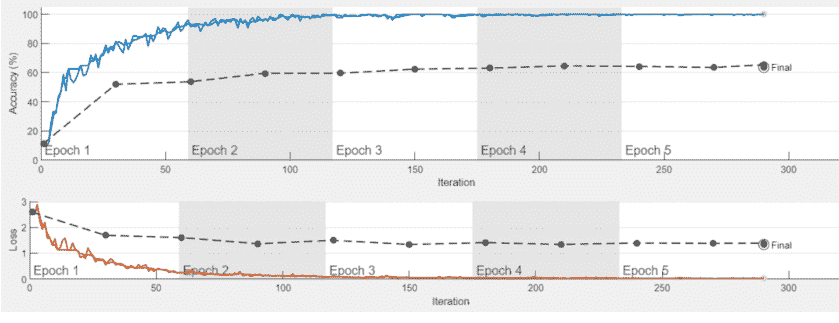 100
80
60
40
20
0
Accuracy (%)
Final
Epoch 1
Epoch 2
Epoch 3
Epoch 4
Epoch 5
0
50
100
150
200
250
300
Iteration
3
2
1
0
Loss
Final
Epoch 1
Epoch 2
Epoch 3
Epoch 4
Epoch 5
0
50
100
150
200
250
300
Iteration